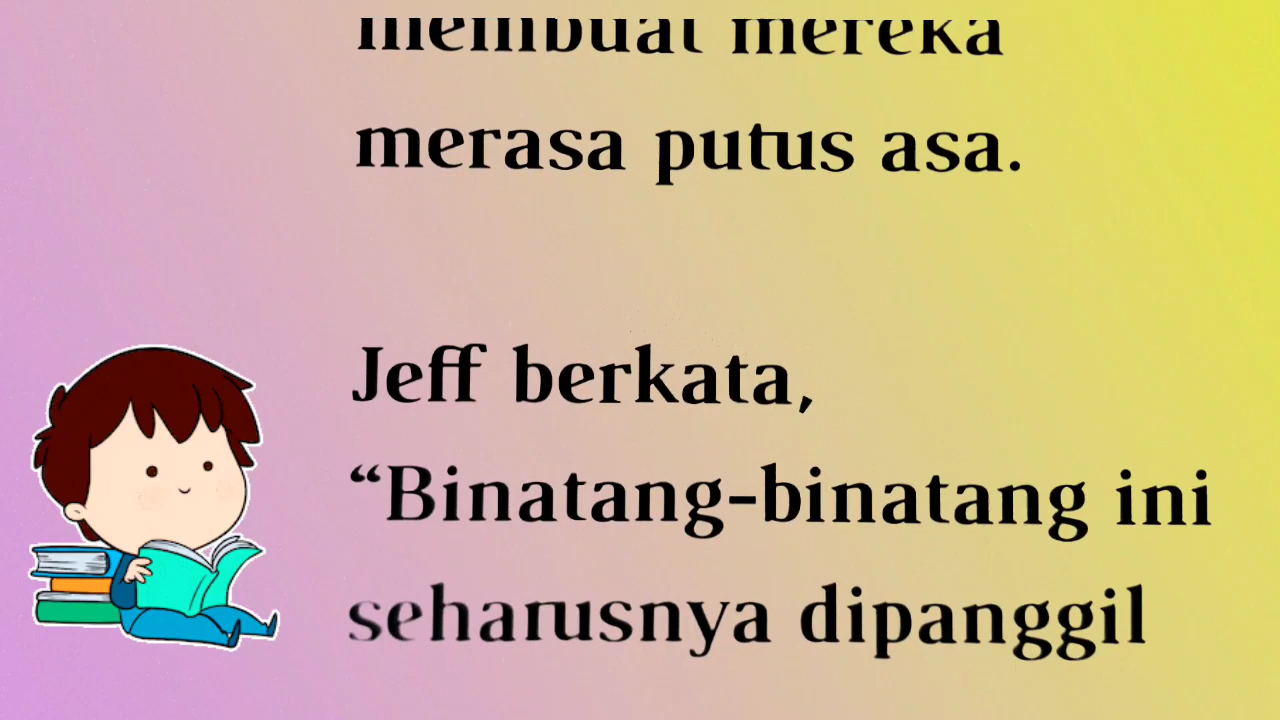 membuat mereka
merasa putus asa.
Jeff berkata,
“Binatang-binatang ini
seharusnya dipanggil